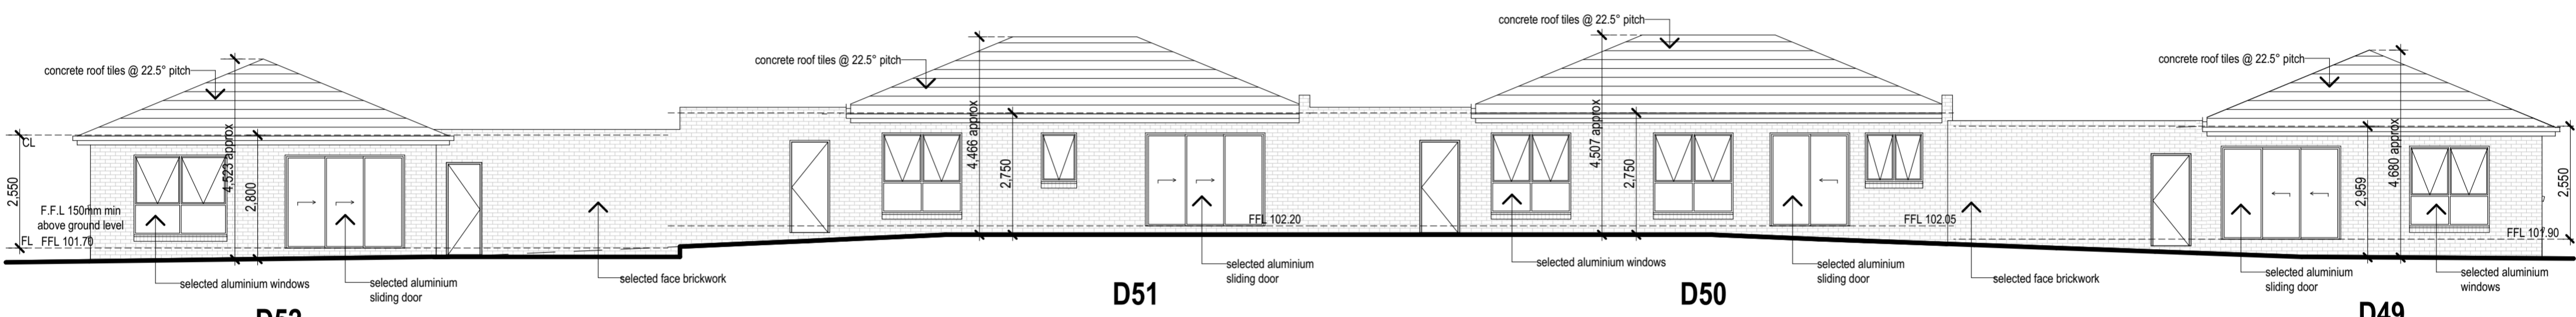 concrete roof tiles @ 22.5° pitch
CL
2,550
F.F.L 150mm min
above ground level
FL FFL 101.70
4,523 approx
2,800
selected aluminium windows
selected aluminium
sliding door
selected face brickwork
concrete roof tiles @ 22.5° pitch
4,466 approx
2,750
FFL 102.20
selected aluminium
sliding door
D51
concrete roof tiles @ 22.5° pitch
4,507 approx
2,750
FFL 102.05
selected aluminium windows
selected aluminium
sliding door
D50
selected face brickwork
concrete roof tiles @ 22.5° pitch
2,959
4,680 approx
2,550
FFL 101.90
selected aluminium
sliding door
selected aluminium
windows
D49